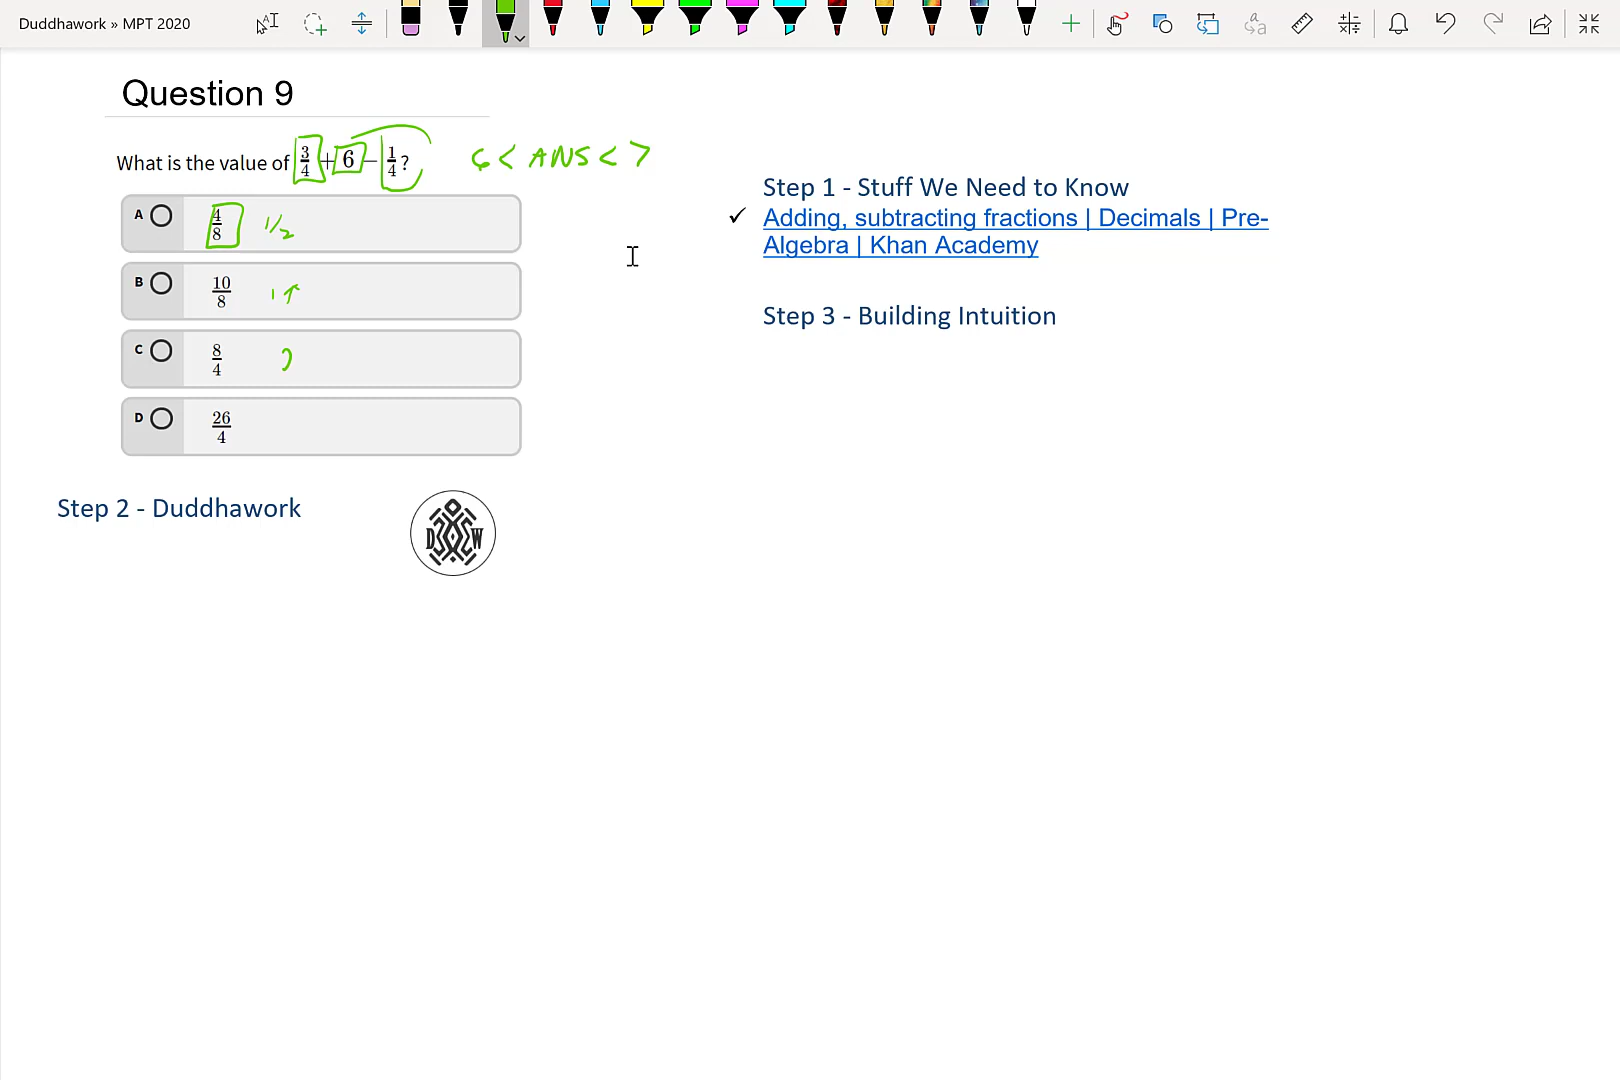 Duddhawork » MPT 2020
Question 9
What is the value of 3/4 + 6 − 1/4? 6 < ANS < 7
A 4/8 1/2
B 10/8 1↑
C 8/4 2
D 26/4
Step 1 - Stuff We Need to Know
✓ Adding, subtracting fractions | Decimals | Pre-
Algebra | Khan Academy
Step 3 - Building Intuition
Step 2 - Duddhawork
D W